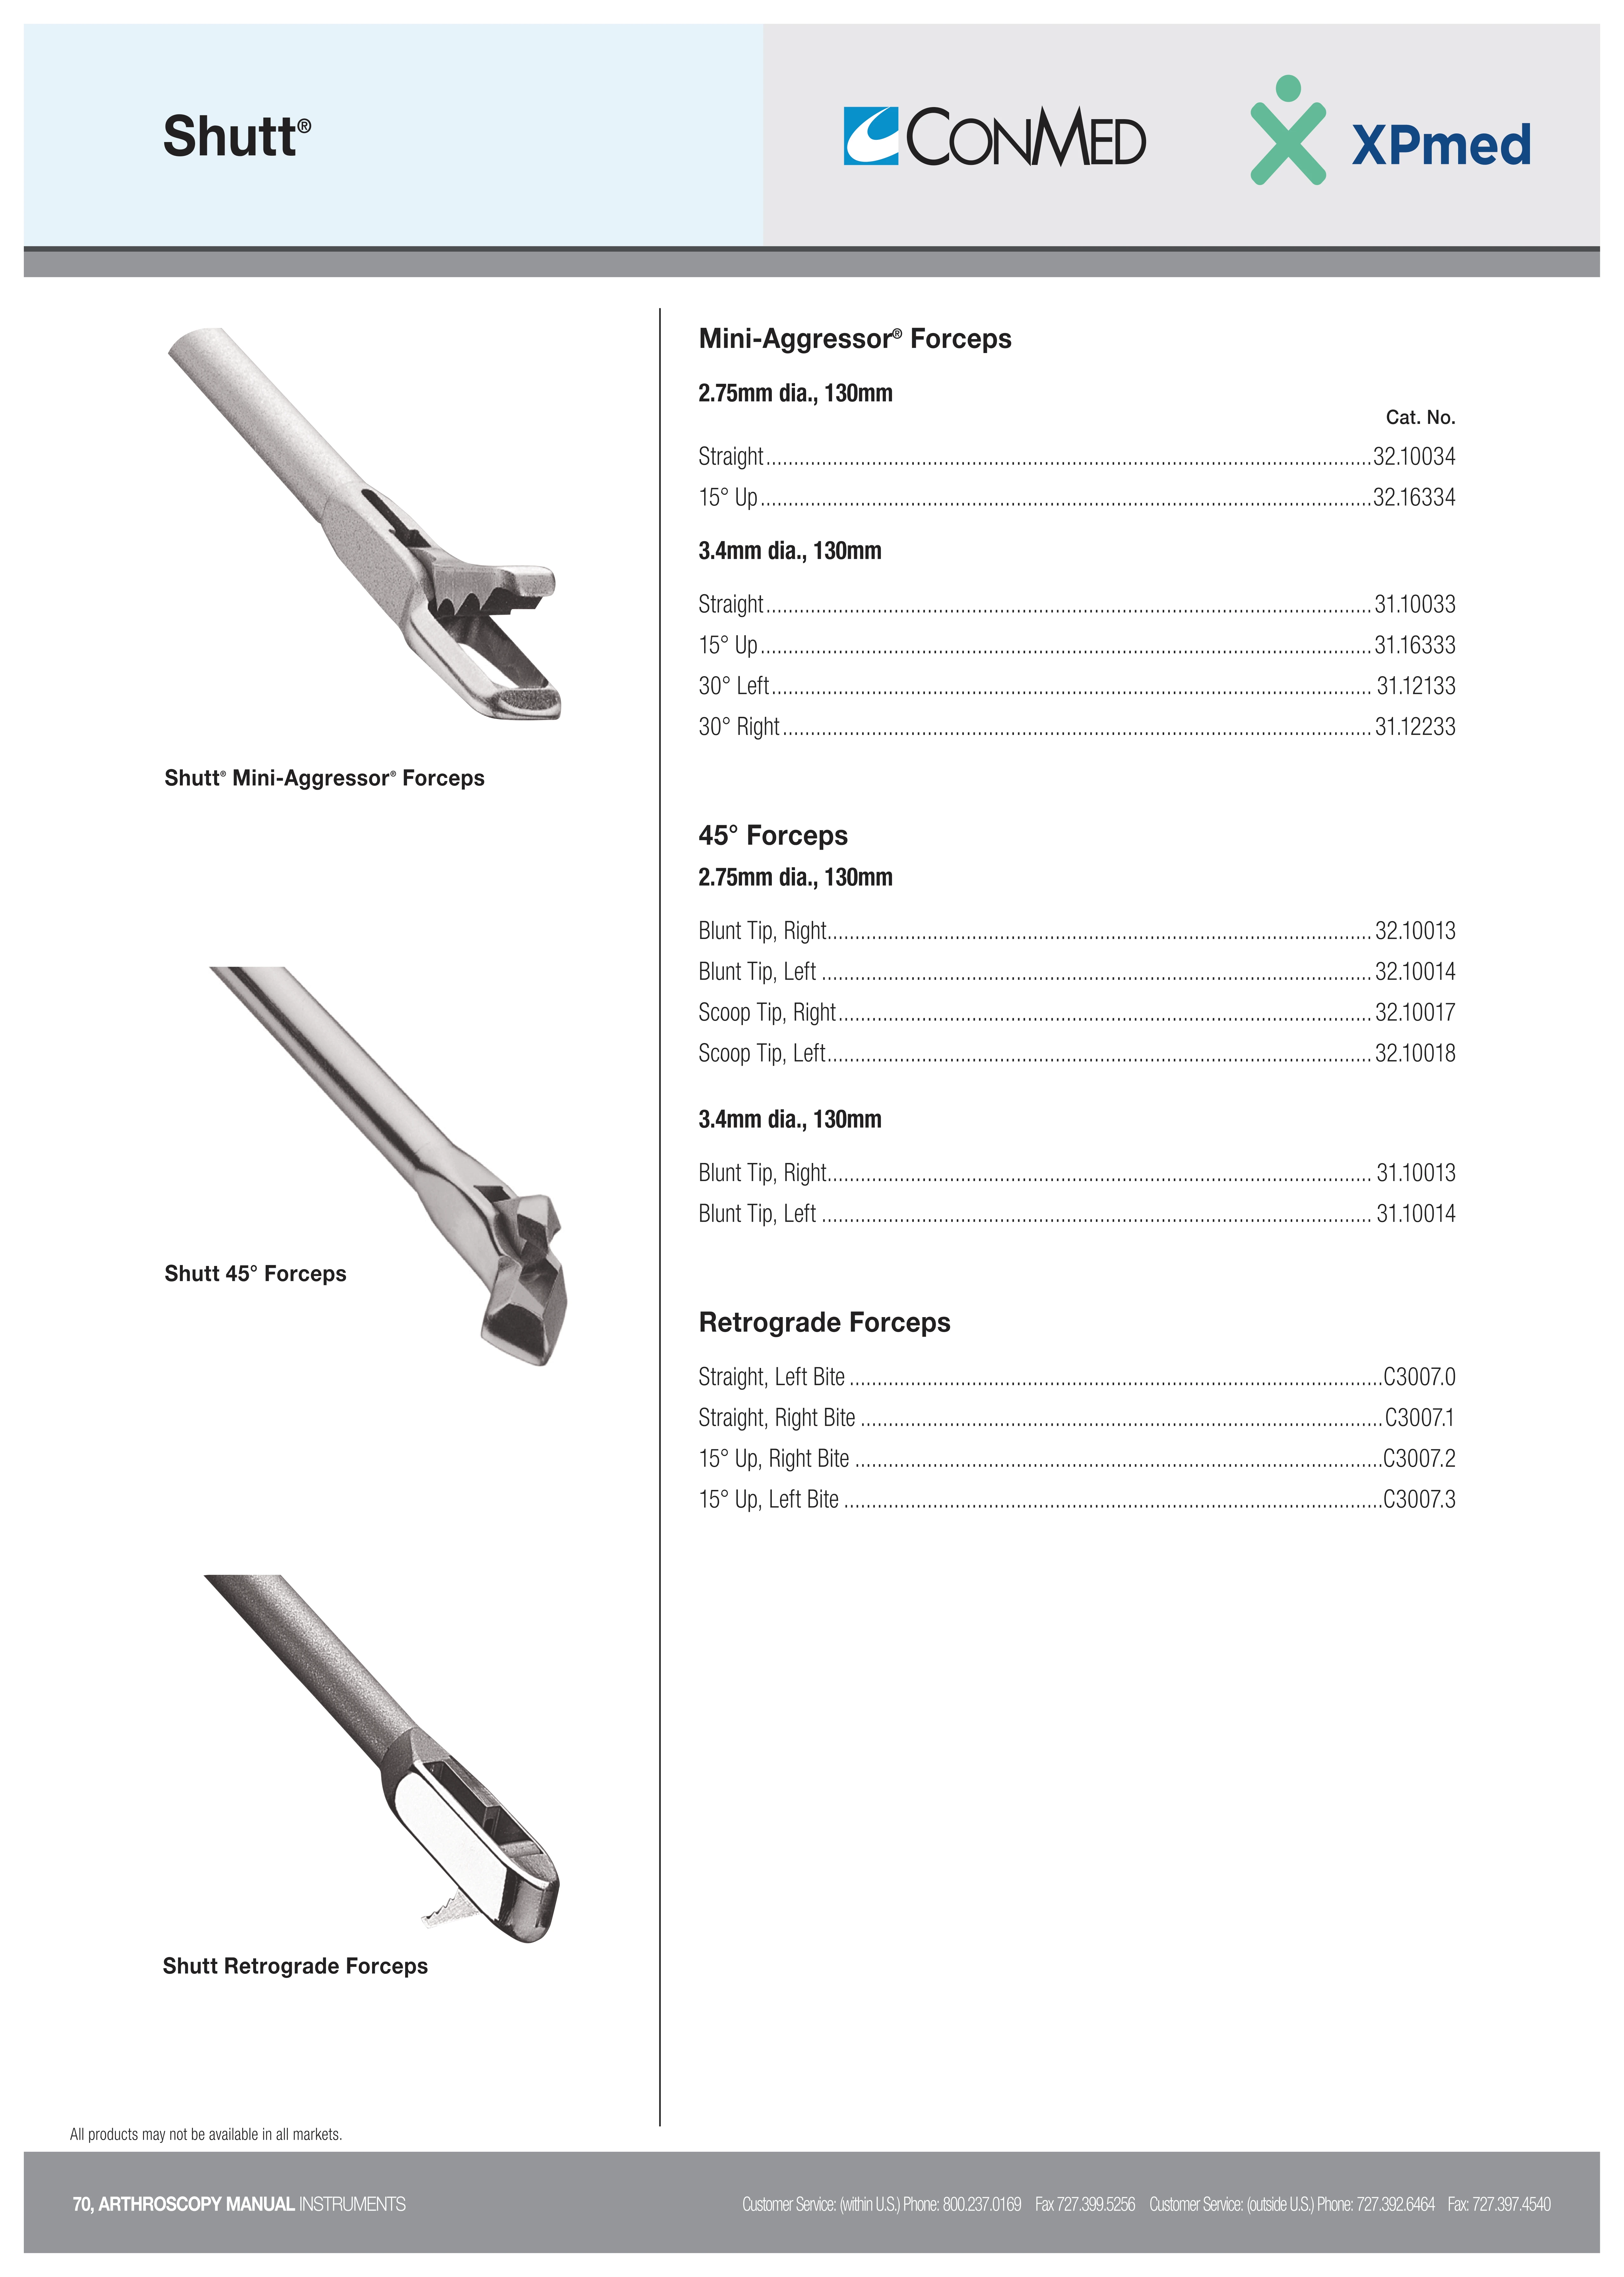 Shutt®
CONMED
XPmed
Mini-Aggressor® Forceps
2.75mm dia., 130mm
Cat. No.
Straight........................................32.10034
15° Up........................................32.16334
3.4mm dia., 130mm
Straight........................................31.10033
15° Up........................................31.16333
30° Left........................................31.12133
30° Right........................................31.12233
Shutt® Mini-Aggressor® Forceps
45° Forceps
2.75mm dia., 130mm
Blunt Tip, Right........................................32.10013
Blunt Tip, Left ........................................32.10014
Scoop Tip, Right........................................32.10017
Scoop Tip, Left........................................32.10018
3.4mm dia., 130mm
Blunt Tip, Right........................................31.10013
Blunt Tip, Left ........................................31.10014
Shutt 45° Forceps
Retrograde Forceps
Straight, Left Bite ........................................C3007.0
Straight, Right Bite ........................................C3007.1
15° Up, Right Bite ........................................C3007.2
15° Up, Left Bite ........................................C3007.3
Shutt Retrograde Forceps
All products may not be available in all markets.
70, ARTHROSCOPY MANUAL INSTRUMENTS
Customer Service: (within U.S.) Phone: 800.237.0169 Fax 727.399.5256 Customer Service: (outside U.S.) Phone: 727.392.6464 Fax: 727.397.4540